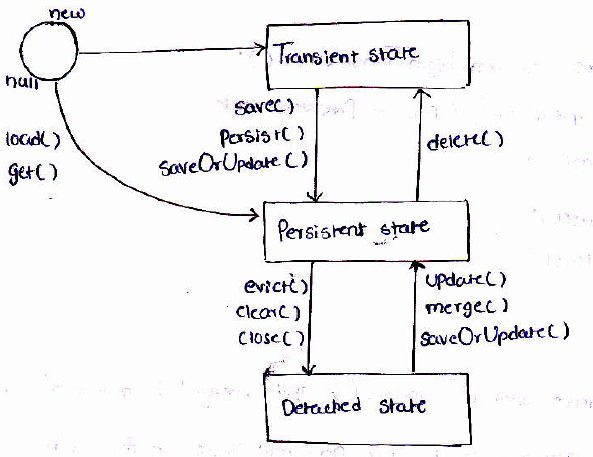 new
Transient state
null
save()
Persist()
saveOrUpdate()
delete()
load()
get()
Persistent state
evict()
clear()
close()
update()
merge()
saveOrUpdate()
Detached state